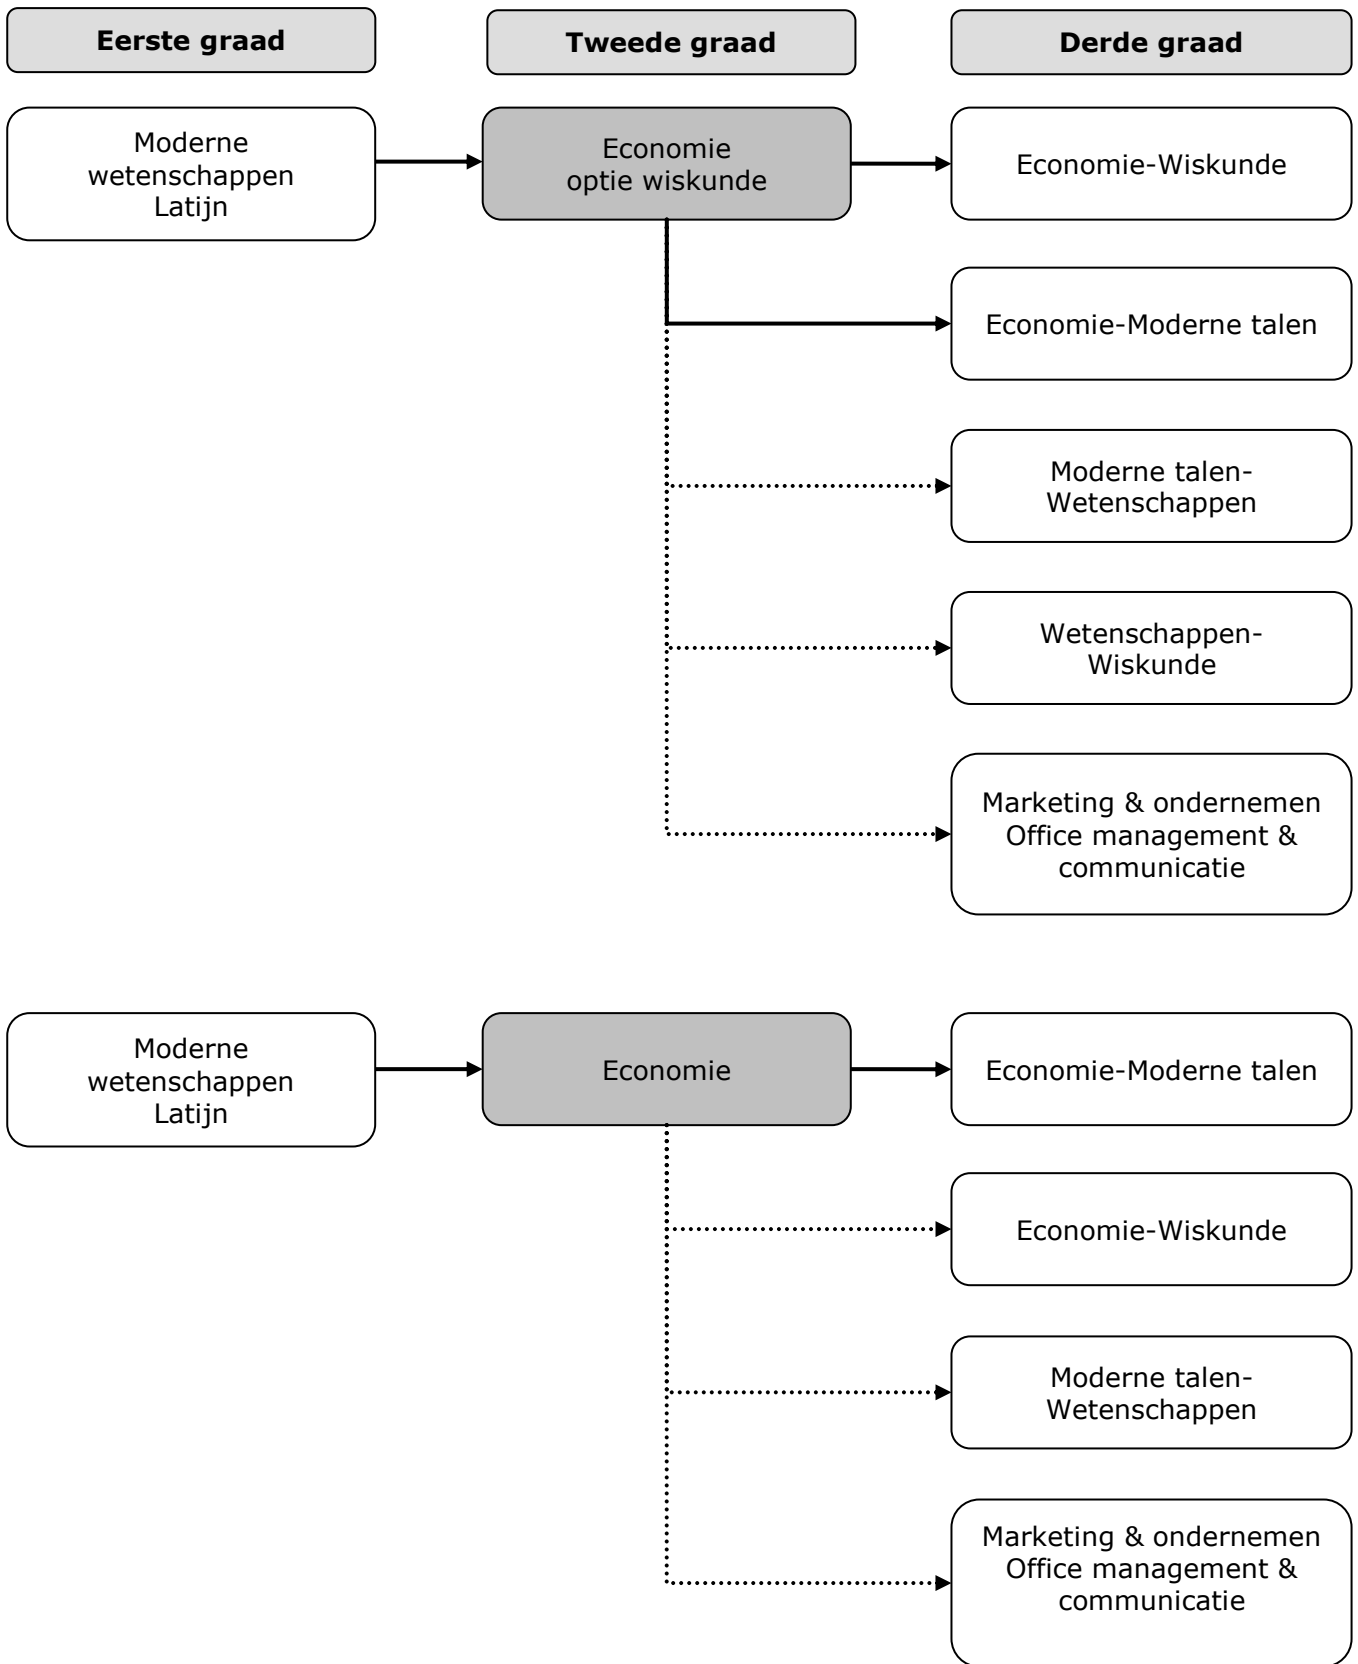 Eerste graad
Tweede graad
Derde graad
Moderne
wetenschappen
Latijn
Economie
optie wiskunde
Economie-Wiskunde
Economie-Moderne talen
Moderne talen-
Wetenschappen
Wetenschappen-
Wiskunde
Marketing & ondernemen
Office management &
communicatie
Moderne
wetenschappen
Latijn
Economie
Economie-Moderne talen
Economie-Wiskunde
Moderne talen-
Wetenschappen
Marketing & ondernemen
Office management &
communicatie